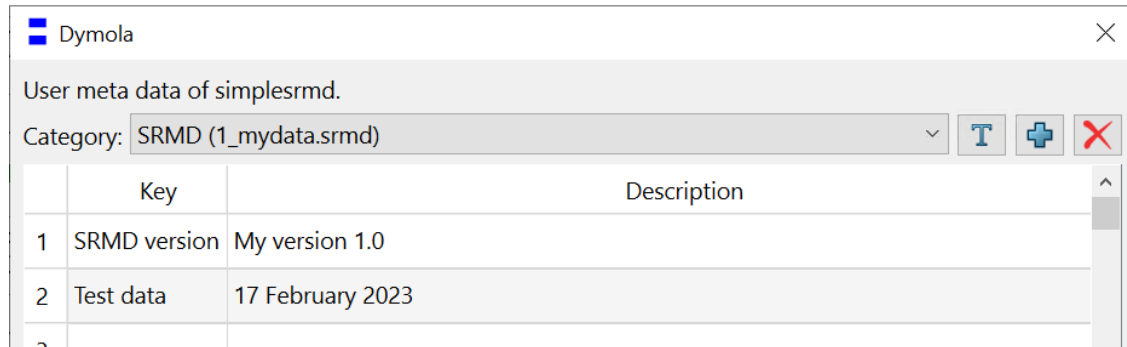 Dymola
User meta data of simplesrmd.
Category: SRMD (1_mydata.srmd) T
Key Description
1 SRMD version My version 1.0
2 Test data 17 February 2023